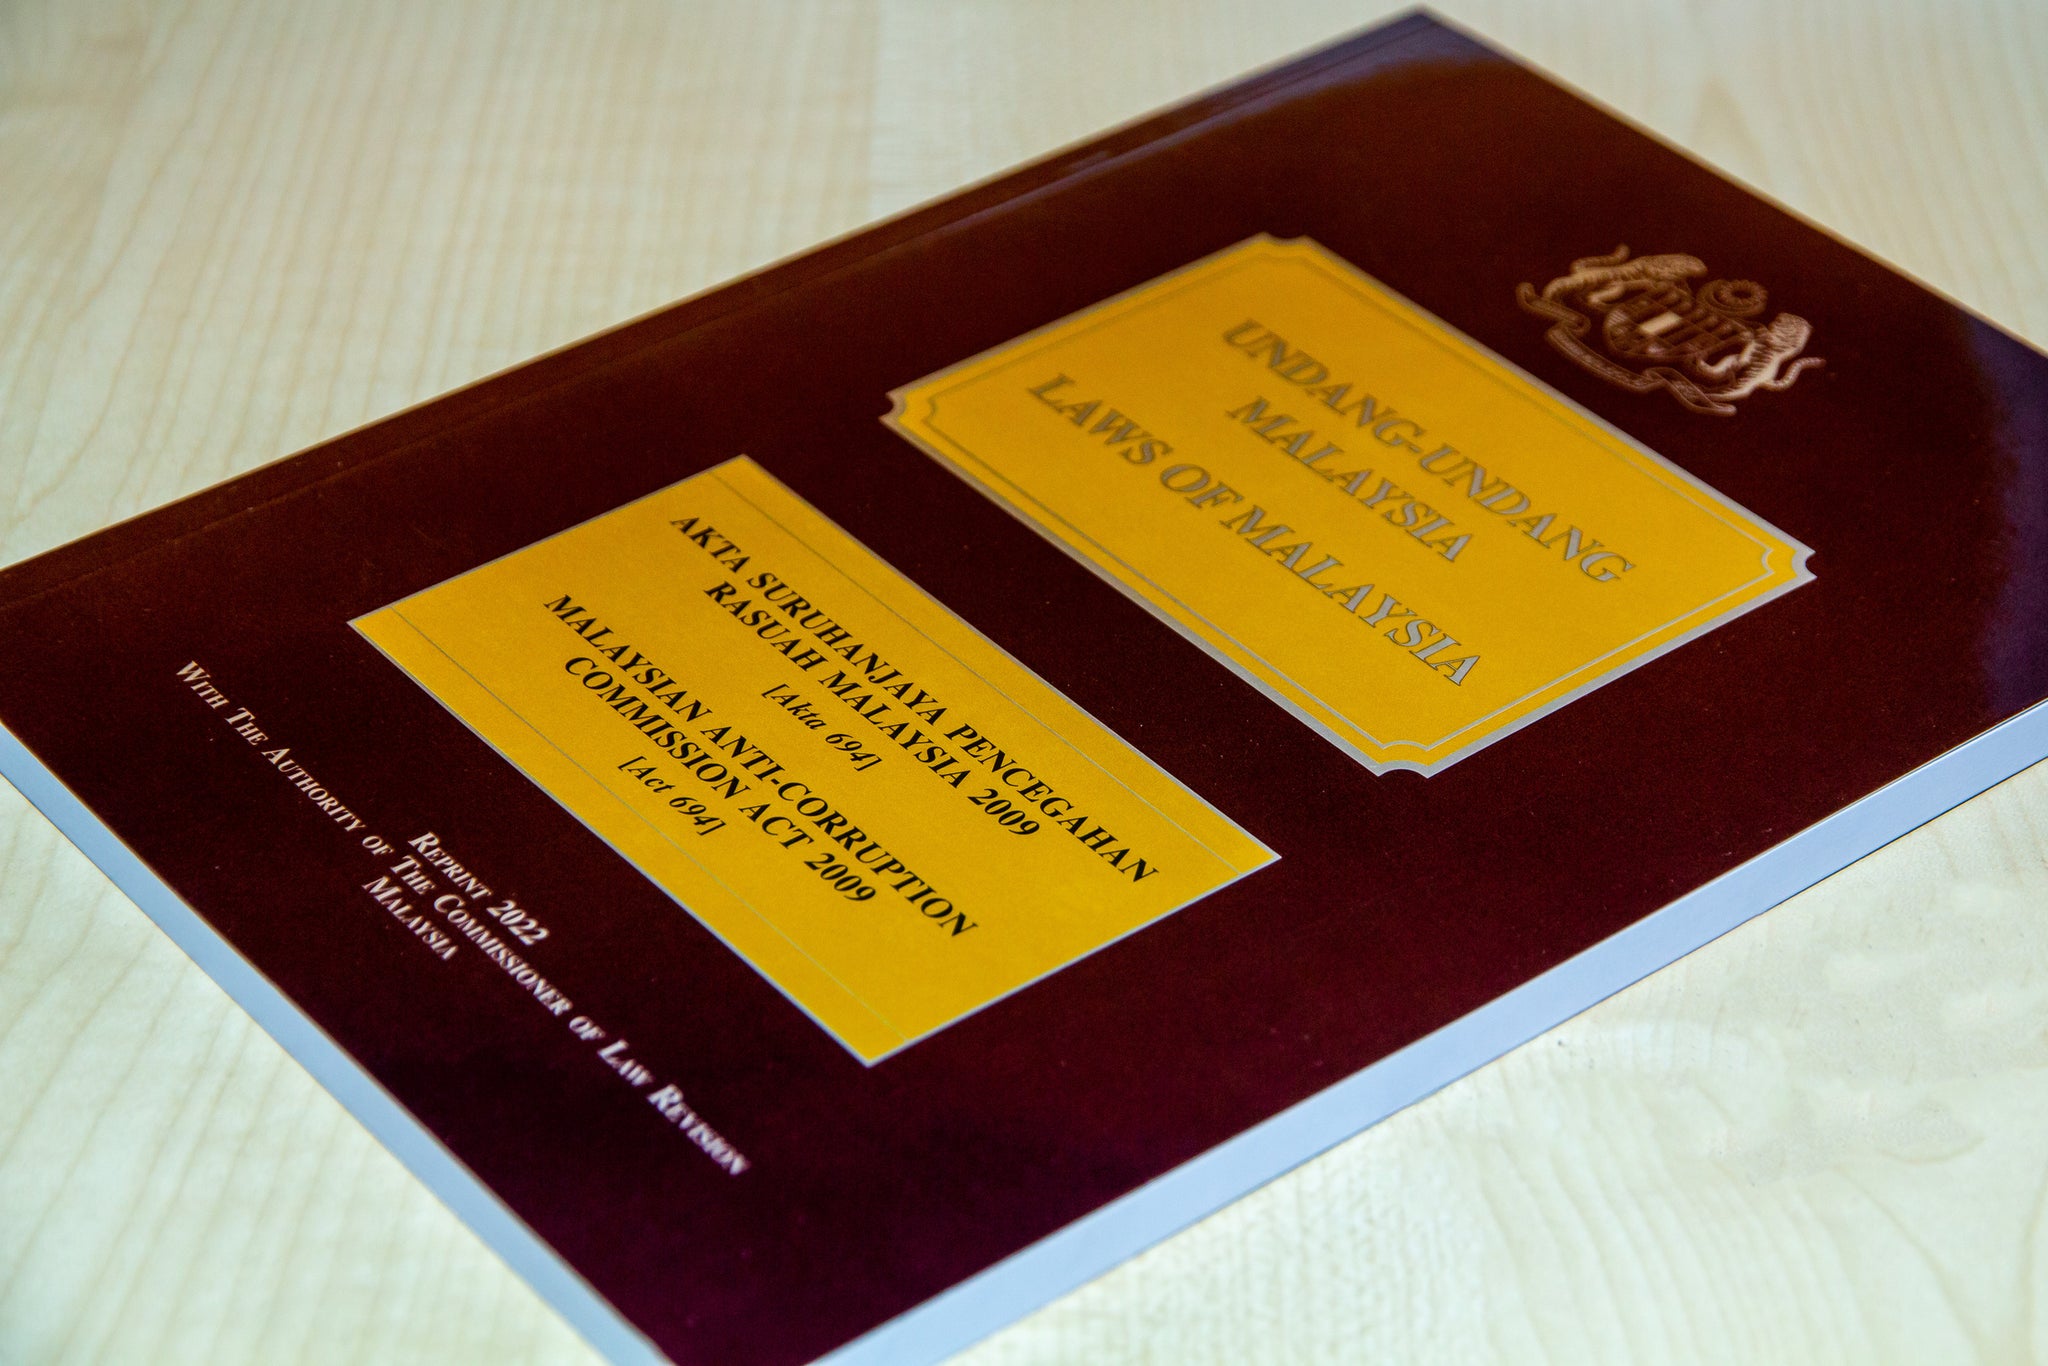 UNDANG-UNDANG
MALAYSIA
LAWS OF MALAYSIA
AKTA SURUHANJAYA PENCEGAHAN
RASUAH MALAYSIA 2009
[Akta 694]
MALAYSIAN ANTI-CORRUPTION
COMMISSION ACT 2009
[Act 694]
REPRINT 2022
WITH THE AUTHORITY OF THE COMMISSIONER OF LAW REVISION
MALAYSIA